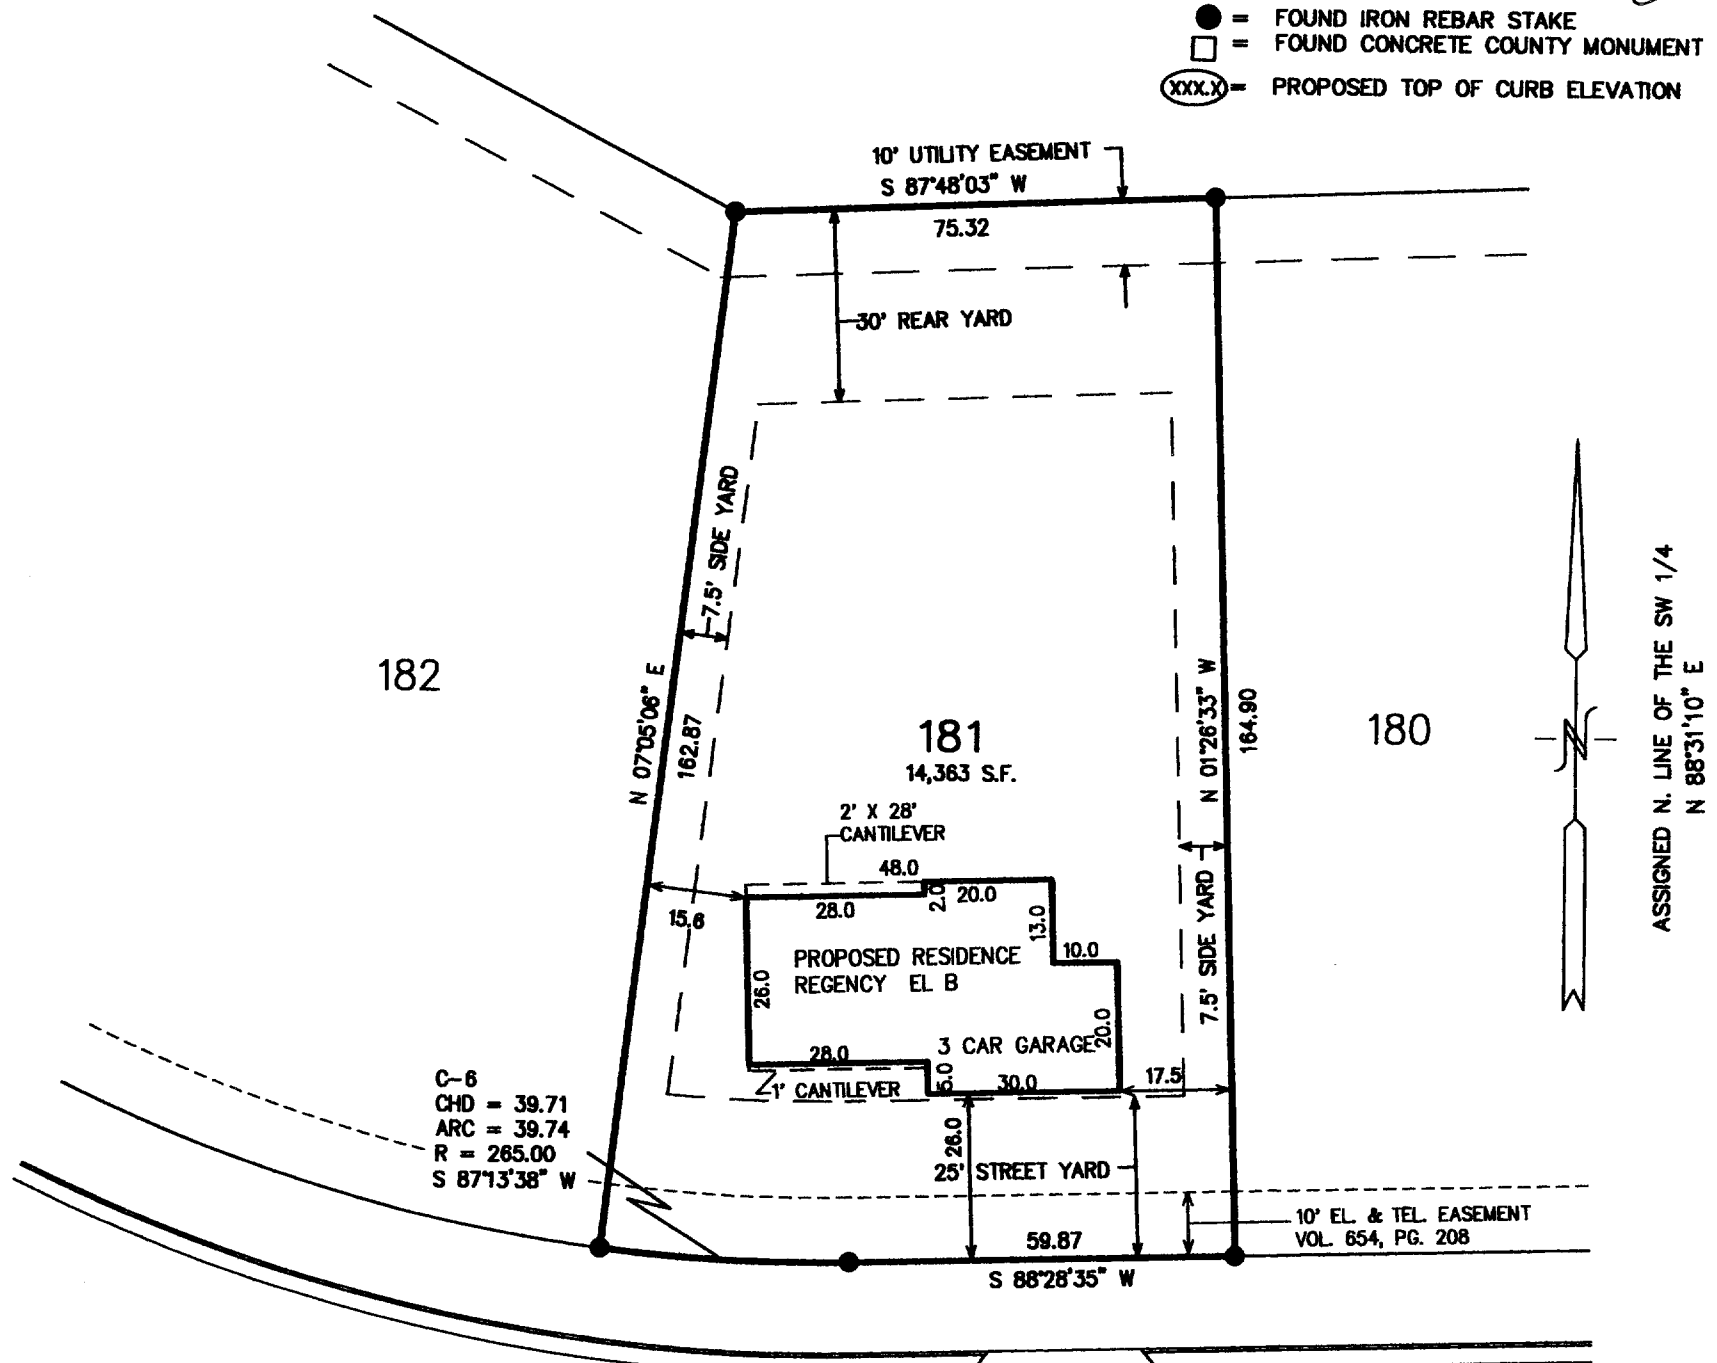 = FOUND IRON REBAR STAKE
= FOUND CONCRETE COUNTY MONUMENT
XXX.X = PROPOSED TOP OF CURB ELEVATION
10' UTILITY EASEMENT
S 87°48'03" W
75.32
30' REAR YARD
7.5' SIDE YARD
N 07°05'06" E
162.87
182
181
14,363 S.F.
180
N 01°26'33" W
164.90
7.5' SIDE YARD
N
ASSIGNED N. LINE OF THE SW 1/4
N 88°31'10" E
2' X 28'
CANTILEVER
48.0
28.0
2.0
20.0
13.0
10.0
15.6
26.0
PROPOSED RESIDENCE
REGENCY EL B
20.0
3 CAR GARAGE
28.0
5.0
30.0
1' CANTILEVER
17.5
C-6
CHD = 39.71
ARC = 39.74
R = 265.00
S 87°13'38" W
26.0
25' STREET YARD
10' EL. & TEL. EASEMENT
VOL. 654, PG. 208
59.87
S 88°28'35" W